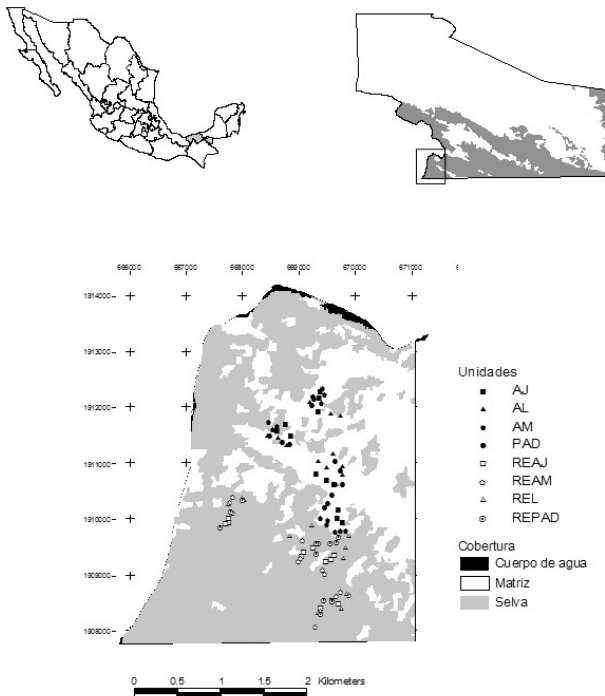 666000 667000 668000 669000 670000 671000
1914000
1913000
1912000
1911000
1910000
1909000
1908000
Unidades
AJ
AL
AM
PAD
REAJ
REAM
REL
REPAD
Cobertura
Cuerpo de agua
Matriz
Selva
0 0.5 1 1.5 2 Kilometers